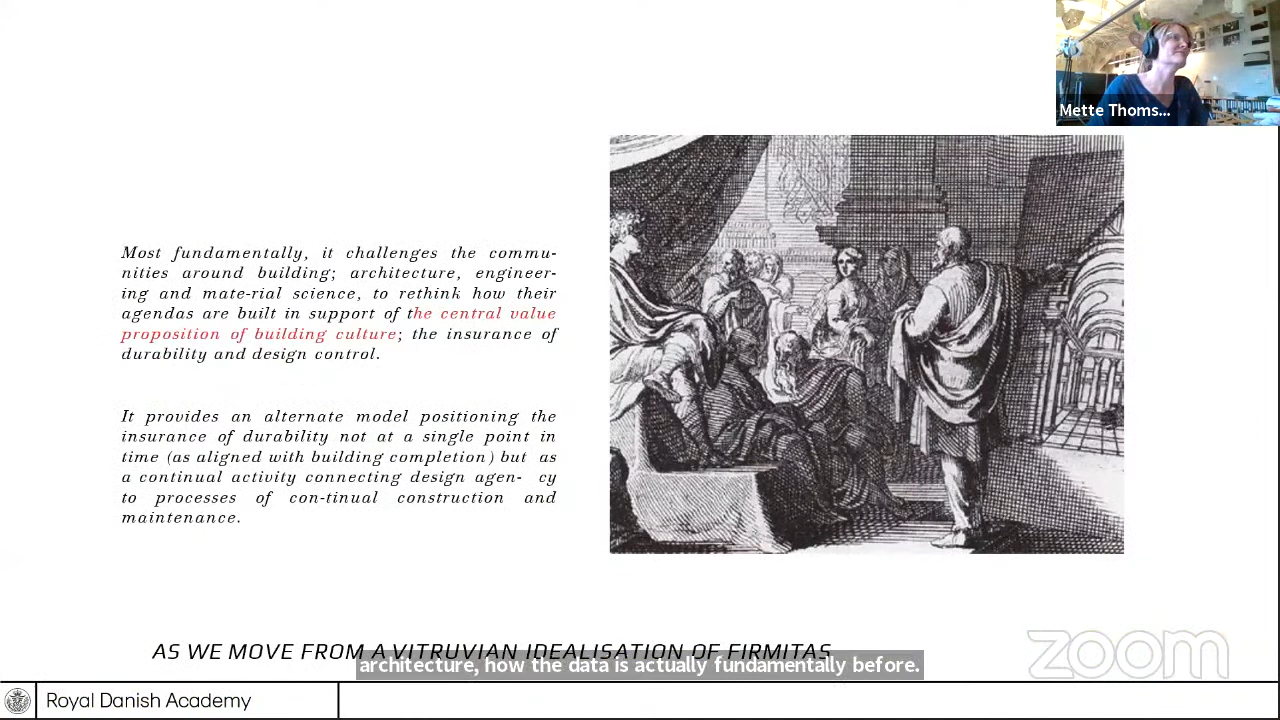 Mette Thoms...
Most fundamentally, it challenges the commu-
nities around building; architecture, engineer-
ing and mate-rial science, to rethink how their
agendas are built in support of the central value
proposition of building culture; the insurance of
durability and design control.
It provides an alternate model positioning the
insurance of durability not at a single point in
time (as aligned with building completion) but as
a continual activity connecting design agen- cy
to processes of con-tinual construction and
maintenance.
AS WE MOVE FROM A VITRUVIAN IDEALISATION OF FIRMITAS
architecture, how the data is actually fundamentally before.
zoom
Royal Danish Academy